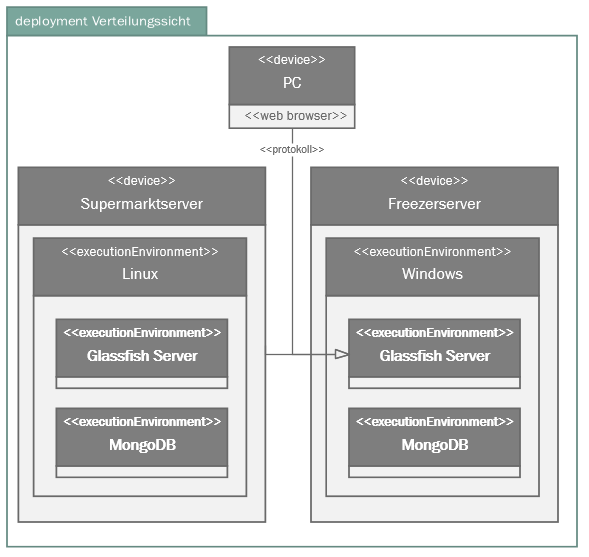 deployment Verteilungssicht
<<device>>
PC
<<web browser>>
<<protokoll>>
<<device>>
Supermarktserver
<<executionEnvironment>>
Linux
<<executionEnvironment>>
Glassfish Server
<<executionEnvironment>>
MongoDB
<<device>>
Freezerserver
<<executionEnvironment>>
Windows
<<executionEnvironment>>
Glassfish Server
<<executionEnvironment>>
MongoDB